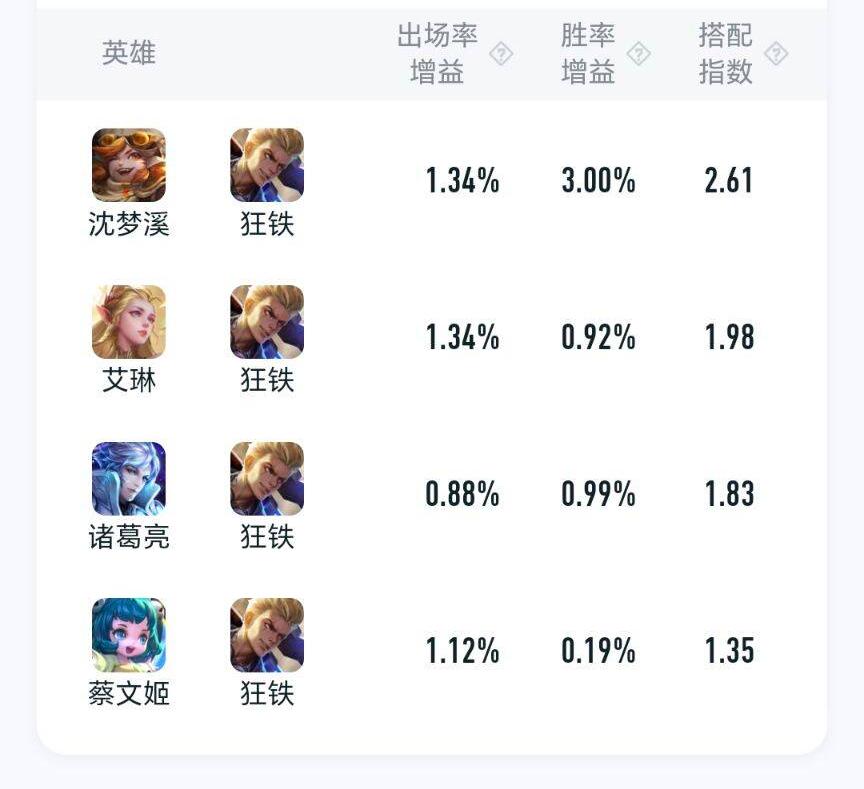 英雄
出场率 胜率 搭配
增益 ? 增益 ? 指数 ?
1.34% 3.00% 2.61
沈梦溪 狂铁
1.34% 0.92% 1.98
艾琳 狂铁
0.88% 0.99% 1.83
诸葛亮 狂铁
1.12% 0.19% 1.35
蔡文姬 狂铁